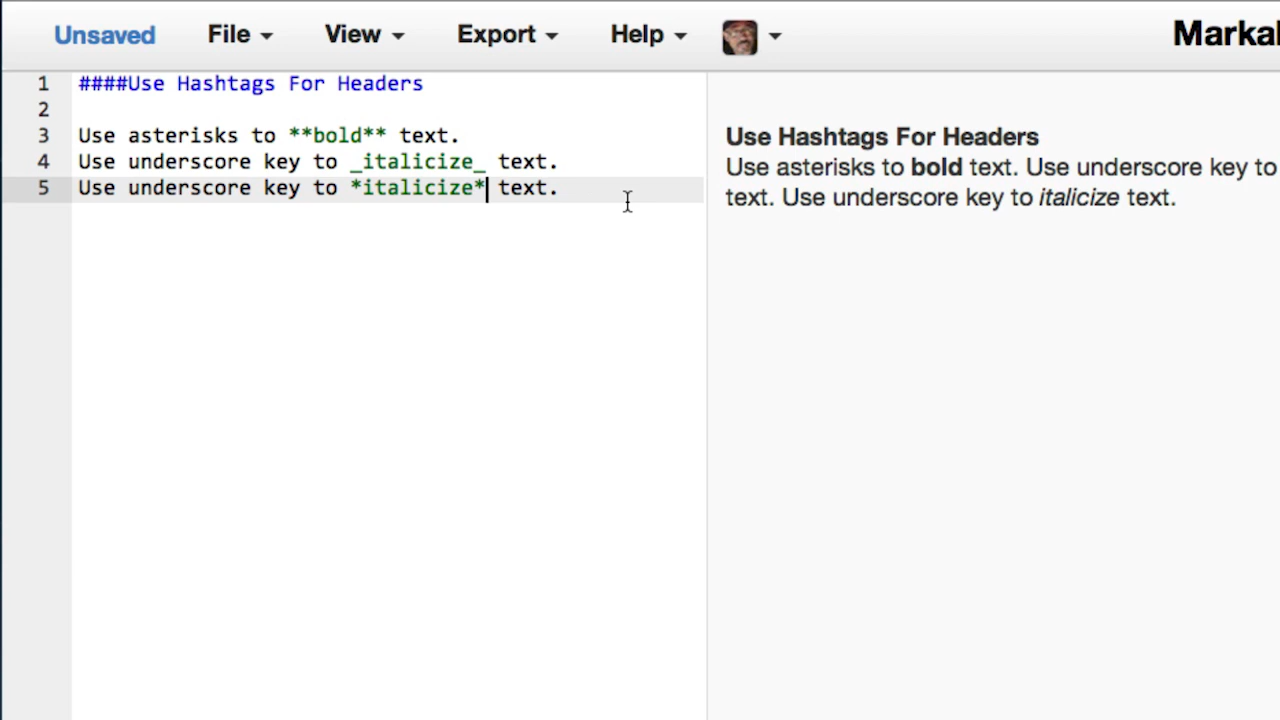 Unsaved File View Export Help Markal
1 ####Use Hashtags For Headers
2
3 Use asterisks to **bold** text.
4 Use underscore key to _italicize_ text.
5 Use underscore key to *italicize* text.
Use Hashtags For Headers
Use asterisks to bold text. Use underscore key to
text. Use underscore key to italicize text.